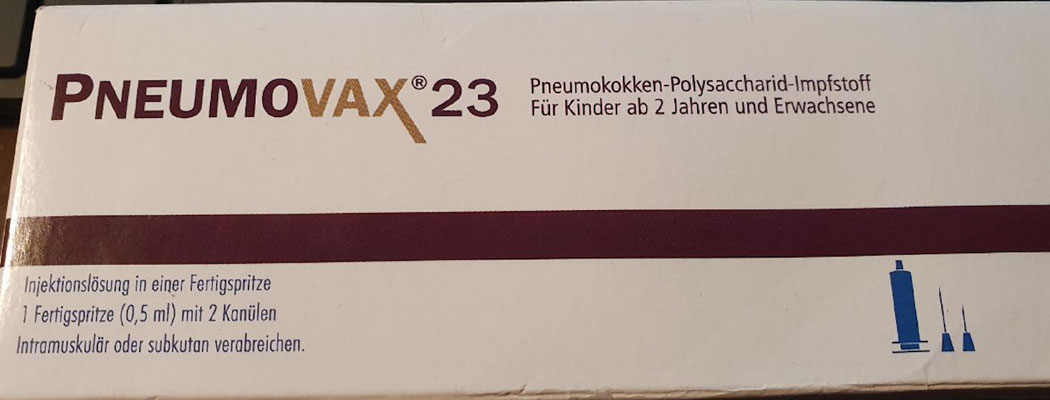 PNEUMOVAX® 23
Pneumokokken-Polysaccharid-Impfstoff
Für Kinder ab 2 Jahren und Erwachsene
Injektionslösung in einer Fertigspritze
1 Fertigspritze (0,5 ml) mit 2 Kanülen
Intramuskulär oder subkutan verabreichen.